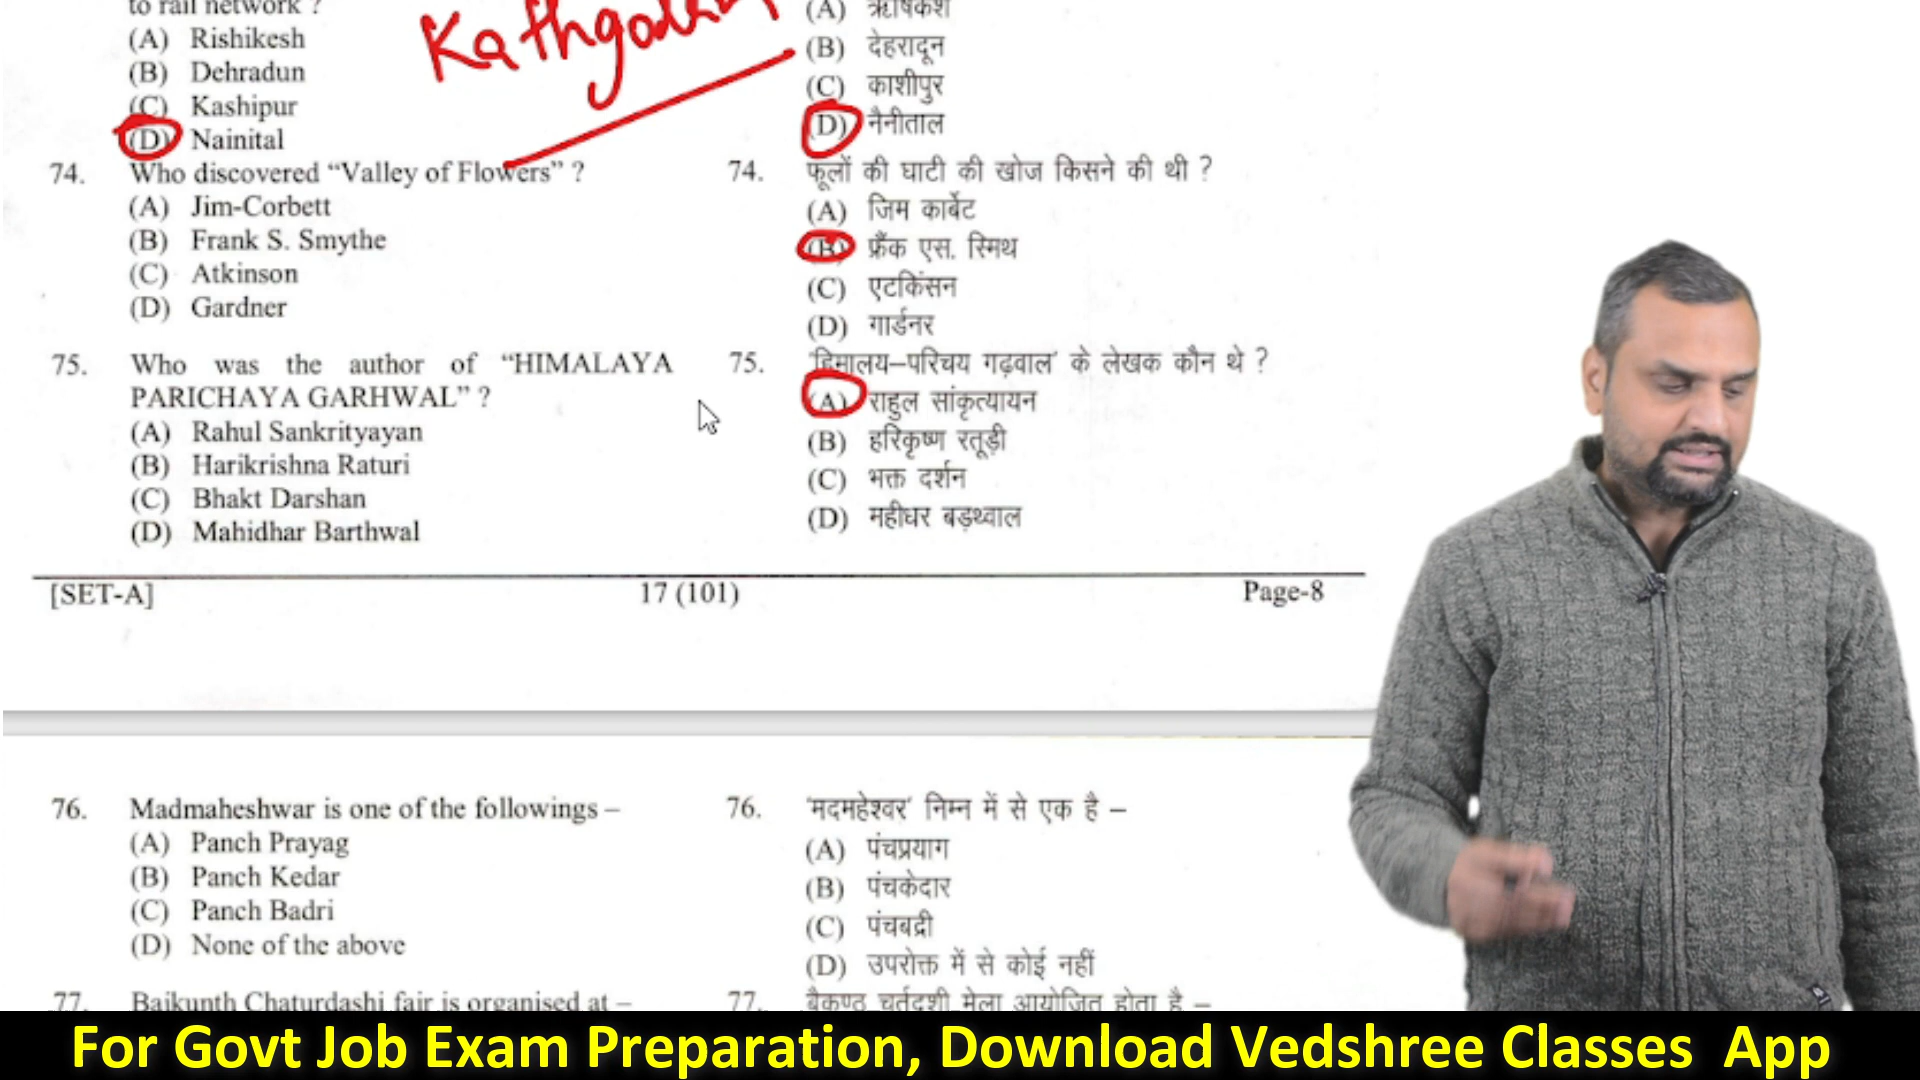 to rail network ?
(A) Rishikesh
(B) Dehradun
(C) Kashipur
(D) Nainital
74. Who discovered “Valley of Flowers” ?
(A) Jim-Corbett
(B) Frank S. Smythe
(C) Atkinson
(D) Gardner
75. Who was the author of “HIMALAYA
PARICHAYA GARHWAL” ?
(A) Rahul Sankrityayan
(B) Harikrishna Raturi
(C) Bhakt Darshan
(D) Mahidhar Barthwal
Kathgodam
(A) ऋषिकेश
(B) देहरादून
(C) काशीपुर
(D) नैनीताल
74. फूलों की घाटी की खोज किसने की थी ?
(A) जिम कार्बेट
(B) फ्रैंक एस. स्मिथ
(C) एटकिंसन
(D) गार्डनर
75. 'हिमालय–परिचय गढ़वाल' के लेखक कौन थे ?
(A) राहुल सांकृत्यायन
(B) हरिकृष्ण रतूड़ी
(C) भक्त दर्शन
(D) महीधर बड़थ्वाल
[SET-A] 17 (101) Page-8
76. Madmaheshwar is one of the followings –
(A) Panch Prayag
(B) Panch Kedar
(C) Panch Badri
(D) None of the above
77. Baikunth Chaturdashi fair is organised at –
76. 'मदमहेश्वर' निम्न में से एक है –
(A) पंचप्रयाग
(B) पंचकेदार
(C) पंचबद्री
(D) उपरोक्त में से कोई नहीं
77. बैकुण्ठ चर्तुदशी मेला आयोजित होता है –
For Govt Job Exam Preparation, Download Vedshree Classes App